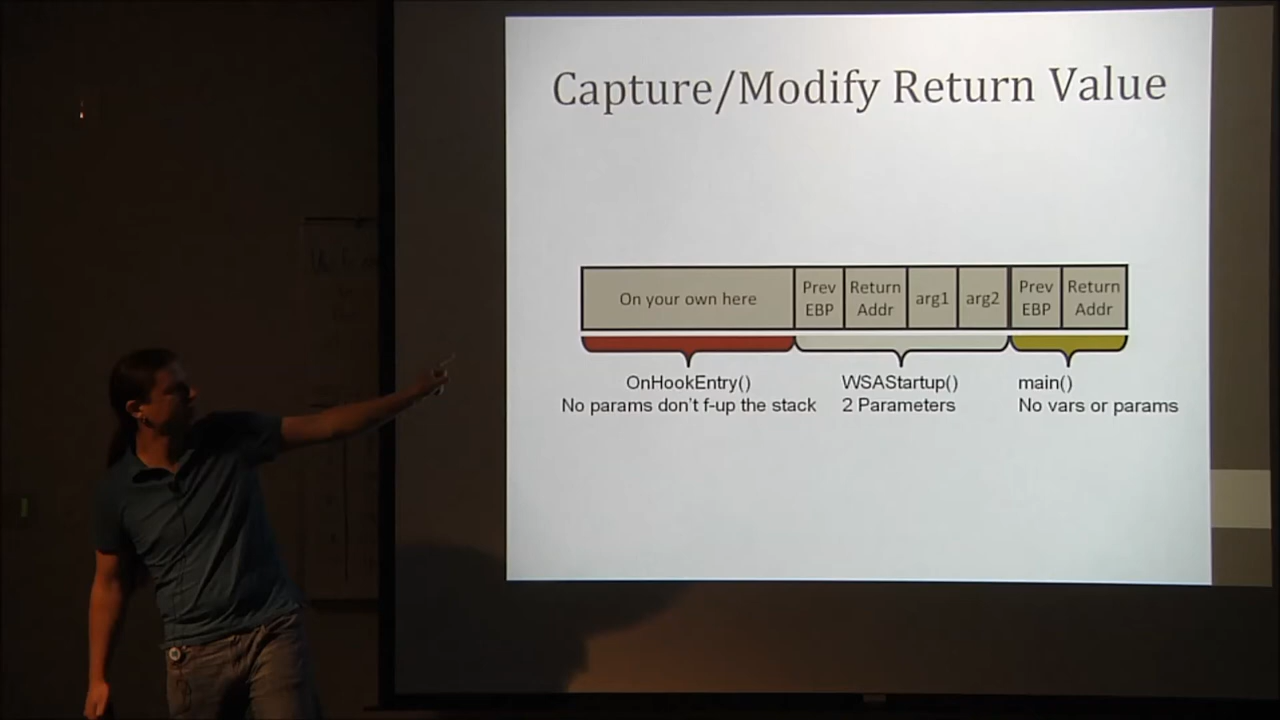 Capture/Modify Return Value
On your own here
Prev
EBP
Return
Addr
arg1
arg2
Prev
EBP
Return
Addr
OnHookEntry()
No params don't f-up the stack
WSAStartup()
2 Parameters
main()
No vars or params